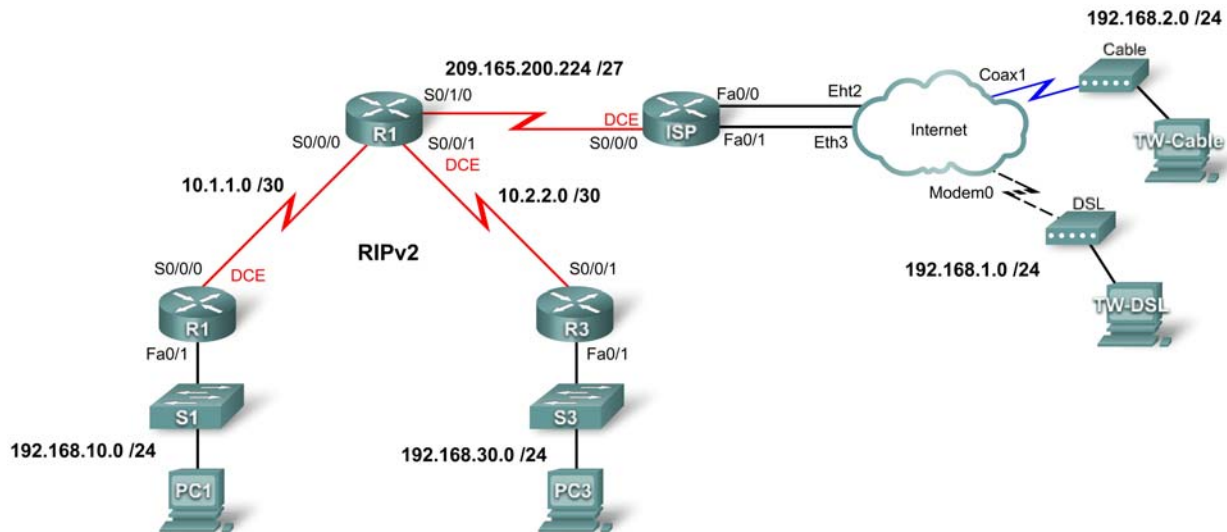 192.168.2.0 /24
Cable
209.165.200.224 /27
Coax1
S0/1/0
Fa0/0
Eht2
DCE
R1
ISP
Internet
TW-Cable
S0/0/0
S0/0/1
S0/0/0
Fa0/1
Eth3
DCE
Modem0
10.1.1.0 /30
10.2.2.0 /30
DSL
RIPv2
192.168.1.0 /24
S0/0/0
DCE
S0/0/1
TW-DSL
R1
R3
Fa0/1
Fa0/1
S1
S3
192.168.10.0 /24
192.168.30.0 /24
PC1
PC3